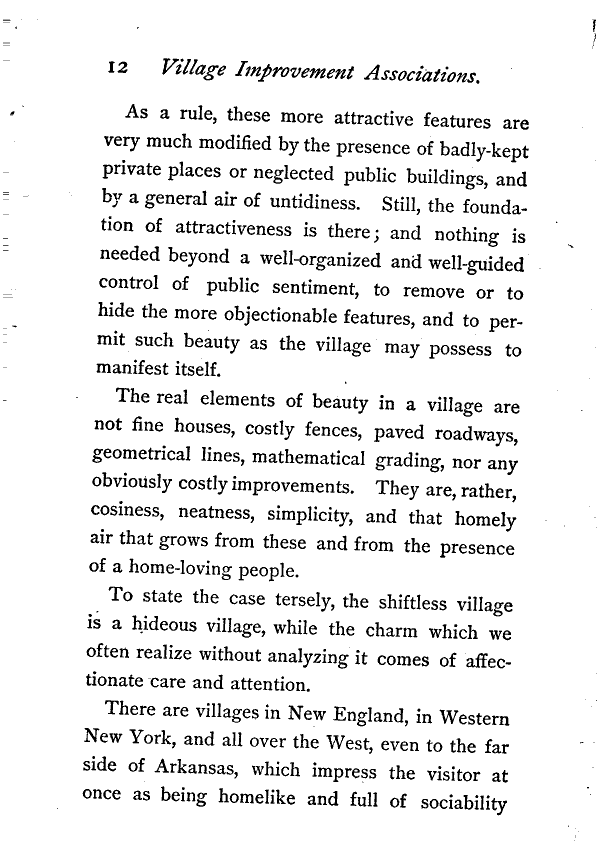 12 Village Improvement Associations.
As a rule, these more attractive features are
very much modified by the presence of badly-kept
private places or neglected public buildings, and
by a general air of untidiness. Still, the founda-
tion of attractiveness is there; and nothing is
needed beyond a well-organized and well-guided
control of public sentiment, to remove or to
hide the more objectionable features, and to per-
mit such beauty as the village may possess to
manifest itself.
The real elements of beauty in a village are
not fine houses, costly fences, paved roadways,
geometrical lines, mathematical grading, nor any
obviously costly improvements. They are, rather,
cosiness, neatness, simplicity, and that homely
air that grows from these and from the presence
of a home-loving people.
To state the case tersely, the shiftless village
is a hideous village, while the charm which we
often realize without analyzing it comes of affec-
tionate care and attention.
There are villages in New England, in Western
New York, and all over the West, even to the far
side of Arkansas, which impress the visitor at
once as being homelike and full of sociability